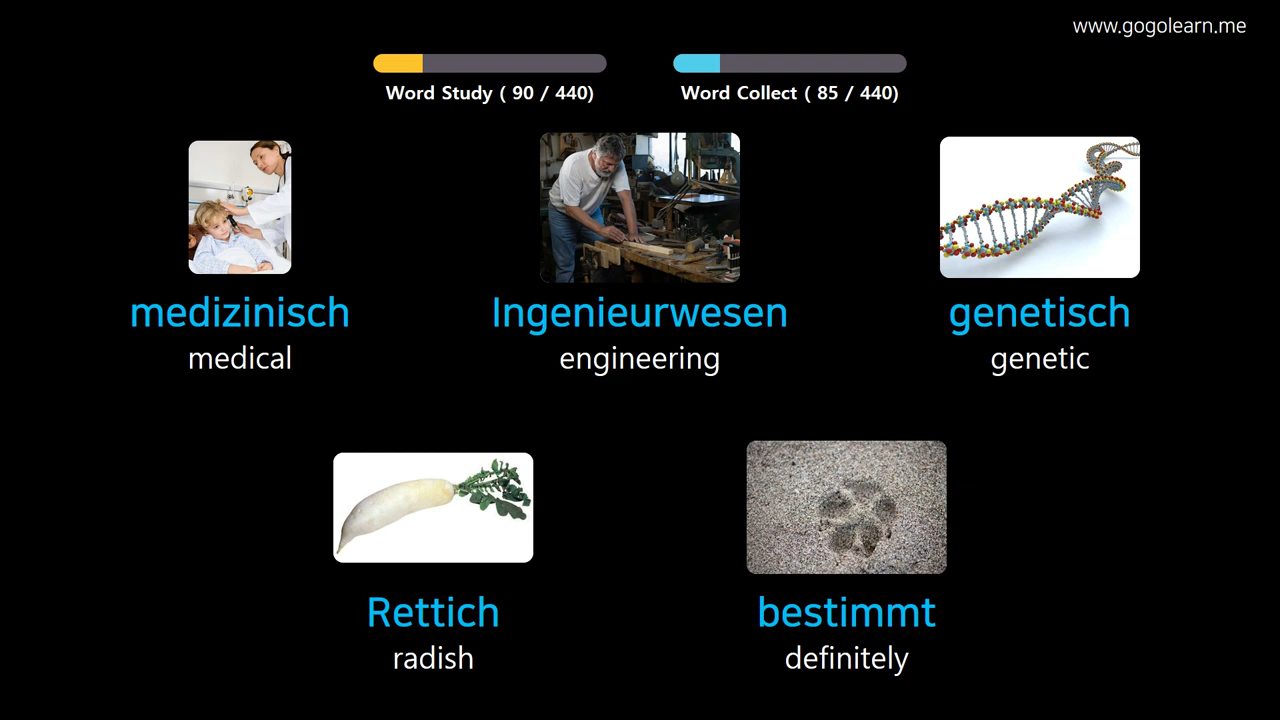 www.gogolearn.me
Word Study ( 90 / 440)
Word Collect ( 85 / 440)
medizinisch
medical
Ingenieurwesen
engineering
genetisch
genetic
Rettich
radish
bestimmt
definitely